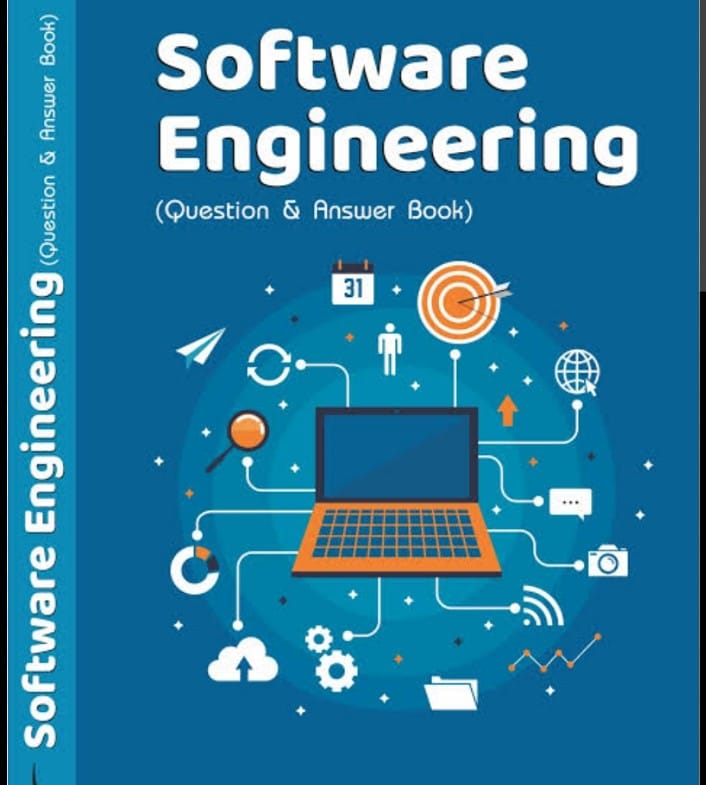 Software
Engineering
(Question & Answer Book)
31
...
Software Engineering (Question & Answer Book)